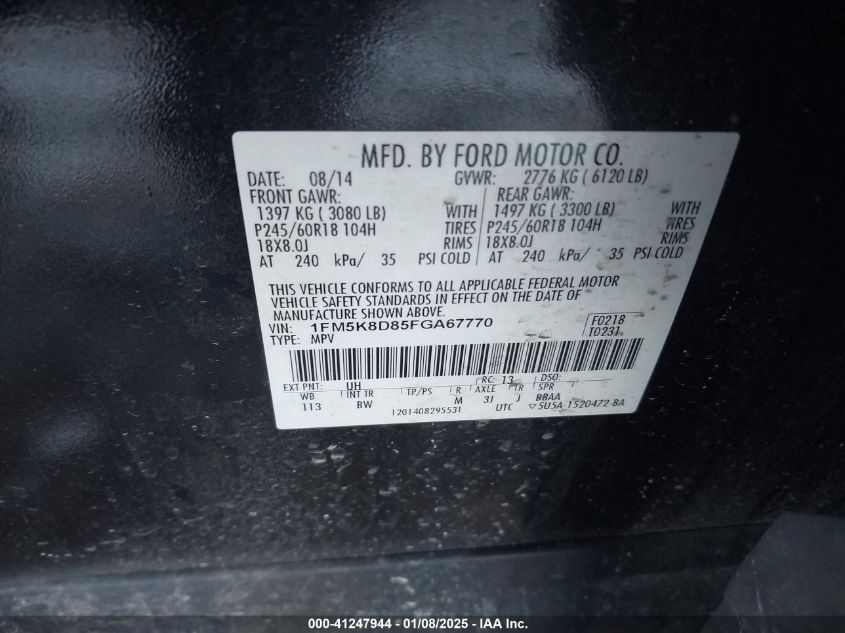 MFD. BY FORD MOTOR CO.
DATE: 08/14 GVWR: 2776 KG ( 6120 LB)
FRONT GAWR: REAR GAWR:
1397 KG ( 3080 LB) WITH 1497 KG ( 3300 LB) WITH
P245/60R18 104H TIRES P245/60R18 104H TIRES
18X8.0J RIMS 18X8.0J RIMS
AT 240 kPa/ 35 PSI COLD AT 240 kPa/ 35 PSI COLD
THIS VEHICLE CONFORMS TO ALL APPLICABLE FEDERAL MOTOR
VEHICLE SAFETY STANDARDS IN EFFECT ON THE DATE OF
MANUFACTURE SHOWN ABOVE.
VIN: 1FM5K8D85FGA67770 F0218
TYPE: MPV T0231
EXT PNT: UH RC: 13 DSO:
WB INT TR TP/PS R AXLE TR SPR
113 BW M 3J J BBAA
1201408295531 UTC ▽5U5A-1520472-BA
000-41247944 — 01/08/2025 - IAA Inc.